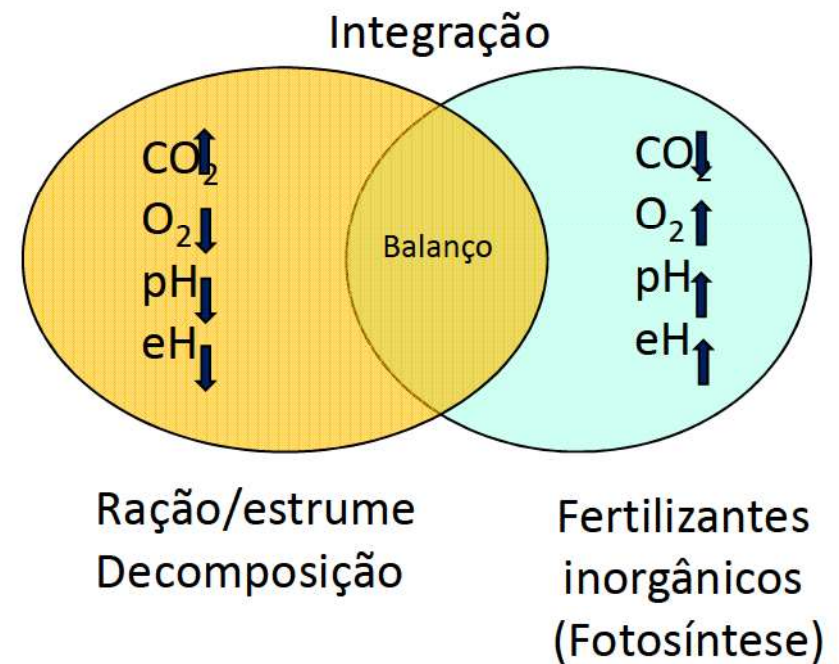 Integração
CO₂
O₂
pH
eH
Balanço
CO₂
O₂
pH
eH
Ração/estrume
Decomposição
Fertilizantes
inorgânicos
(Fotosíntese)